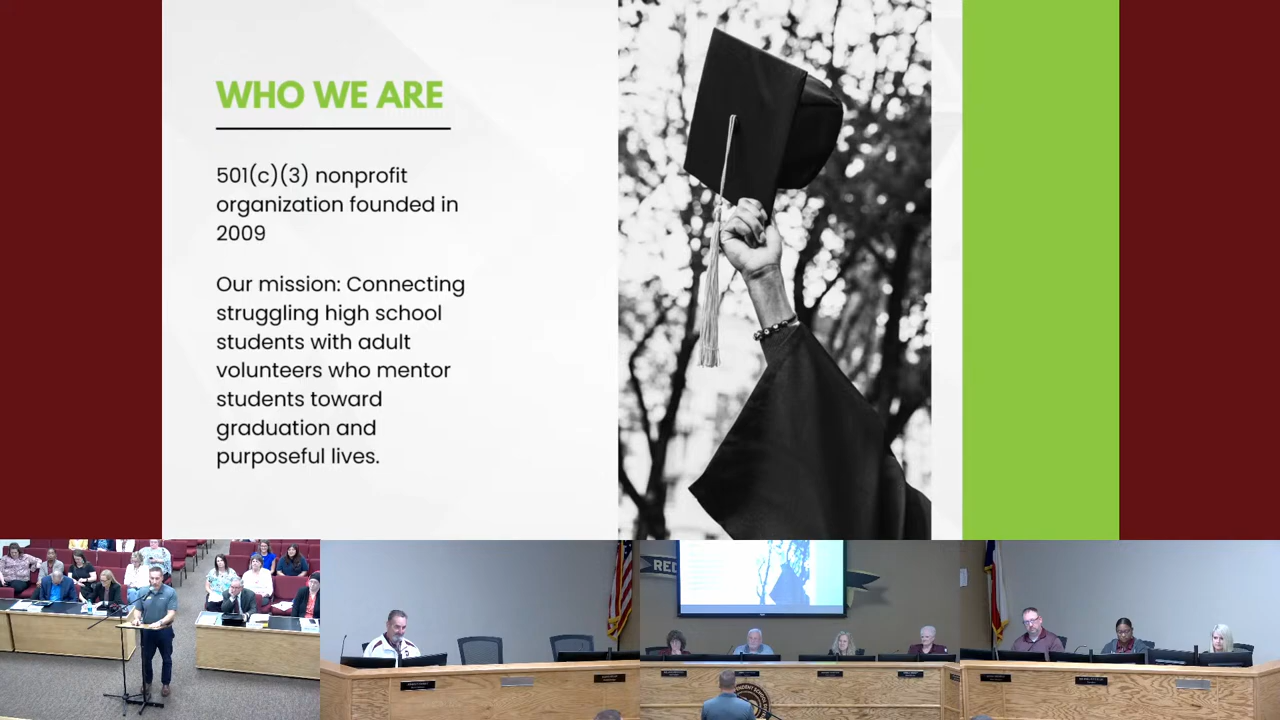 WHO WE ARE
501(c)(3) nonprofit
organization founded in
2009
Our mission: Connecting
struggling high school
students with adult
volunteers who mentor
students toward
graduation and
purposeful lives.
RED